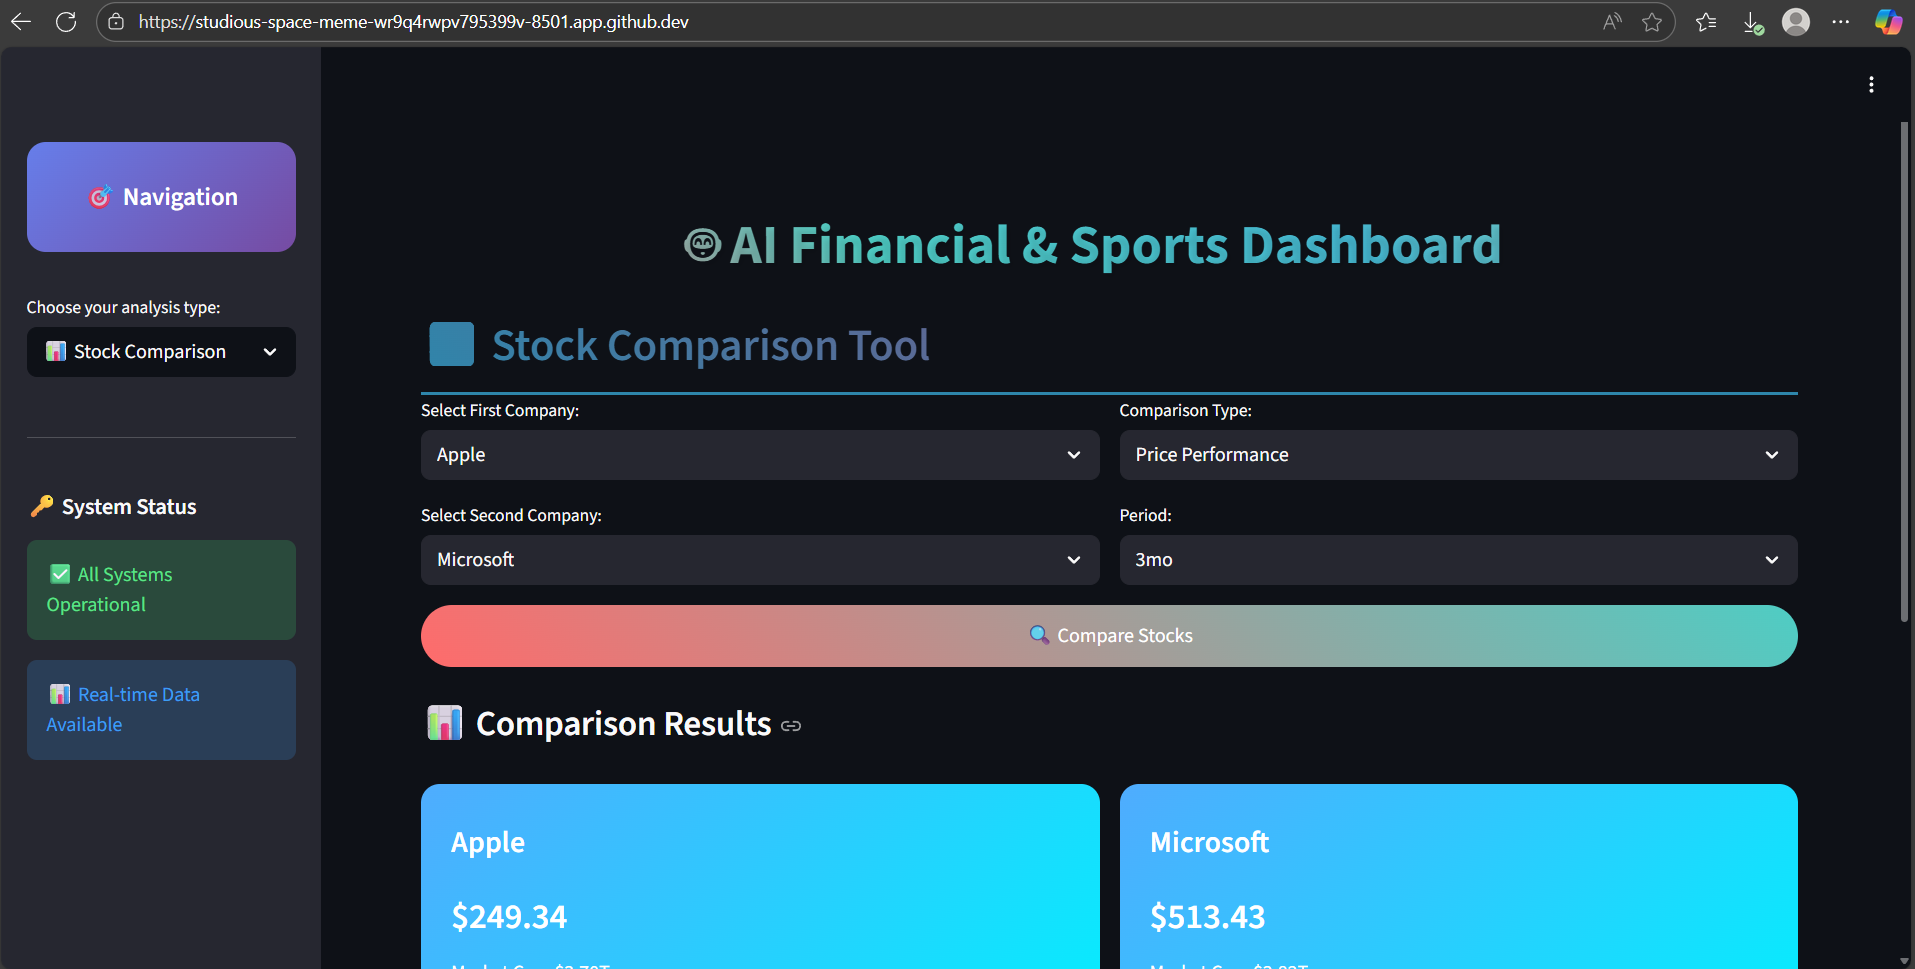 https://studious-space-meme-wr9q4rwpv795399v-8501.app.github.dev
Navigation
Choose your analysis type:
Stock Comparison
System Status
All Systems
Operational
Real-time Data
Available
AI Financial & Sports Dashboard
Stock Comparison Tool
Select First Company:
Apple
Comparison Type:
Price Performance
Select Second Company:
Microsoft
Period:
3mo
Compare Stocks
Comparison Results
Apple
$249.34
Microsoft
$513.43